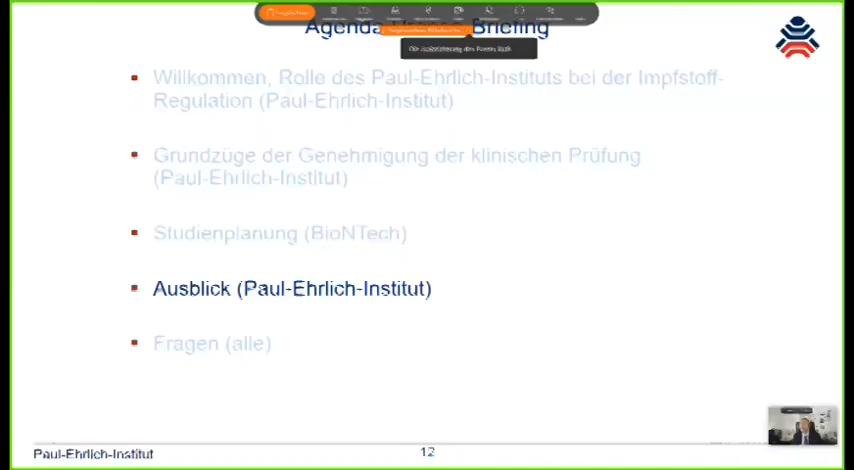 Agenda
Briefing
Willkommen, Rolle des Paul-Ehrlich-Instituts bei der Impfstoff-
Regulation (Paul-Ehrlich-Institut)
Grundzüge der Genehmigung der klinischen Prüfung
(Paul-Ehrlich-Institut)
Studienplanung (BioNTech)
Ausblick (Paul-Ehrlich-Institut)
Fragen (alle)
Paul-Ehrlich-Institut
12